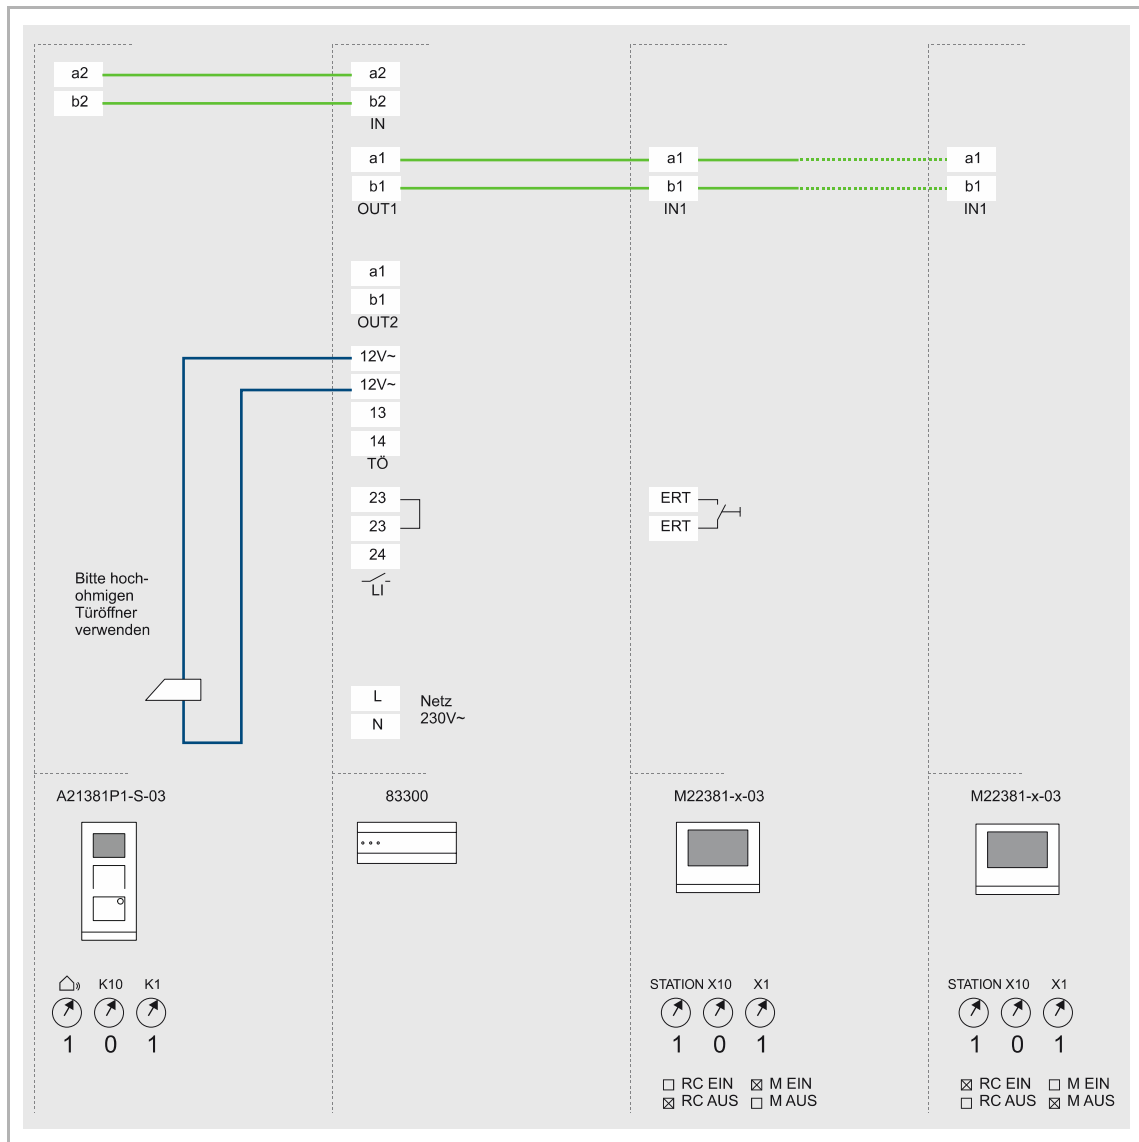 a2
b2
a2
b2
IN
a1
b1
OUT1
a1
b1
IN1
a1
b1
IN1
a1
b1
OUT2
12V~
12V~
13
14
TÖ
23
23
24
LI
ERT
ERT
Bitte hoch-
ohmigen
Türöffner
verwenden
L
N
Netz
230V~
A21381P1-S-03
83300
M22381-x-03
M22381-x-03
K10 K1
1 0 1
STATION X10 X1
1 0 1
RC EIN M EIN
RC AUS M AUS
STATION X10 X1
1 0 1
RC EIN M EIN
RC AUS M AUS